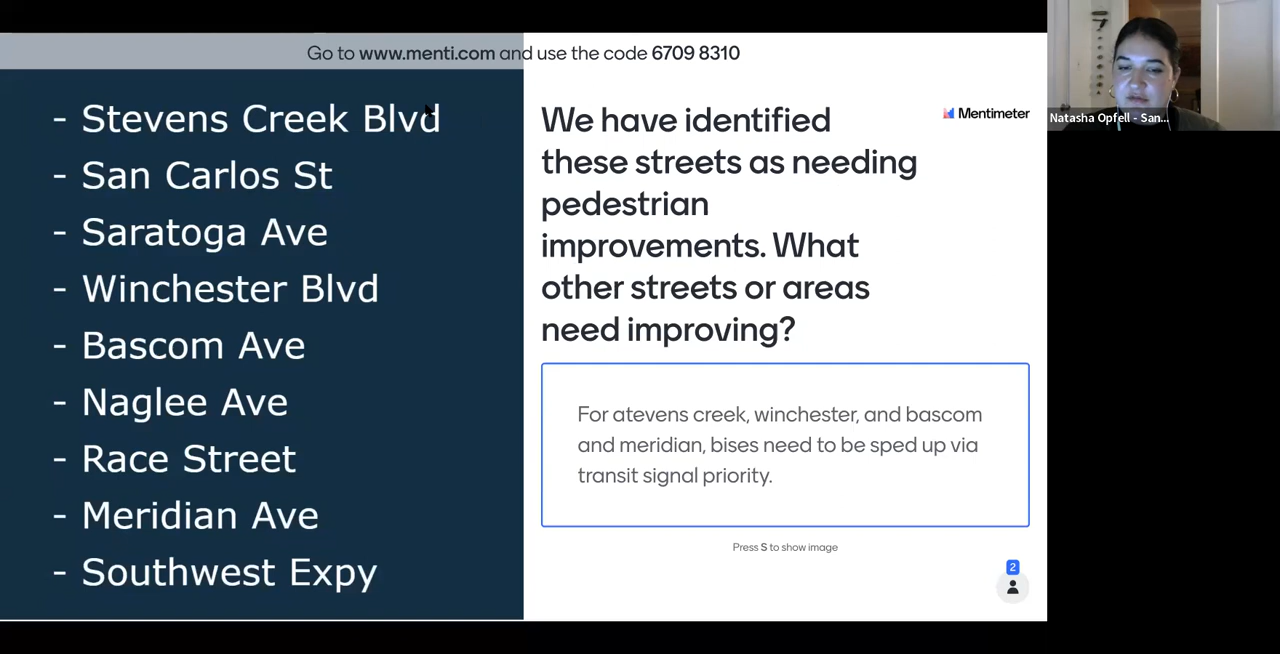 Go to www.menti.com and use the code 6709 8310
- Stevens Creek Blvd
- San Carlos St
- Saratoga Ave
- Winchester Blvd
- Bascom Ave
- Naglee Ave
- Race Street
- Meridian Ave
- Southwest Expy
We have identified
these streets as needing
pedestrian
improvements. What
other streets or areas
need improving?
Mentimeter
For atevens creek, winchester, and bascom
and meridian, bises need to be sped up via
transit signal priority.
Press S to show image
2
Natasha Opfell - San...